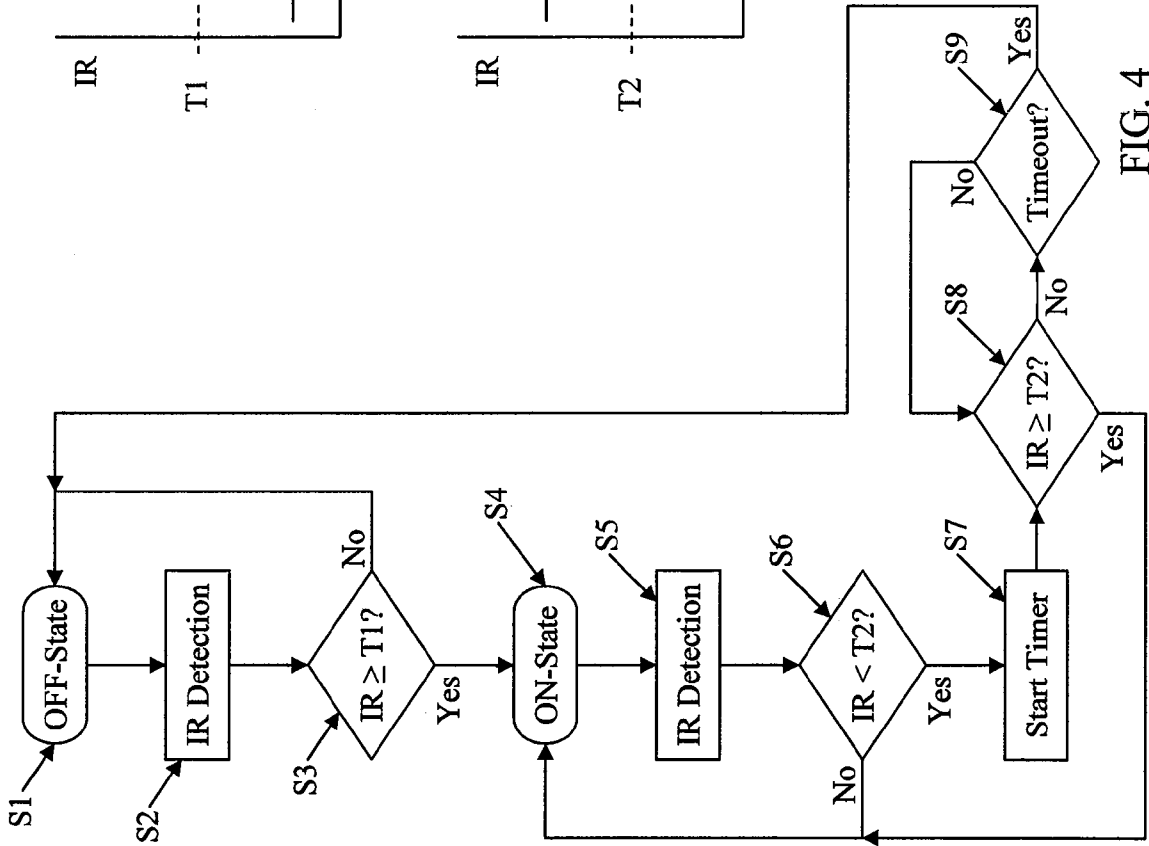 S1
OFF-State
S2
IR Detection
S3
IR ≥ T1?
No
Yes
S4
ON-State
S5
IR Detection
S6
IR < T2?
No
Yes
S7
Start Timer
S8
IR ≥ T2?
No
Yes
S9
Timeout?
No
Yes
IR
T1
IR
T2
FIG. 4